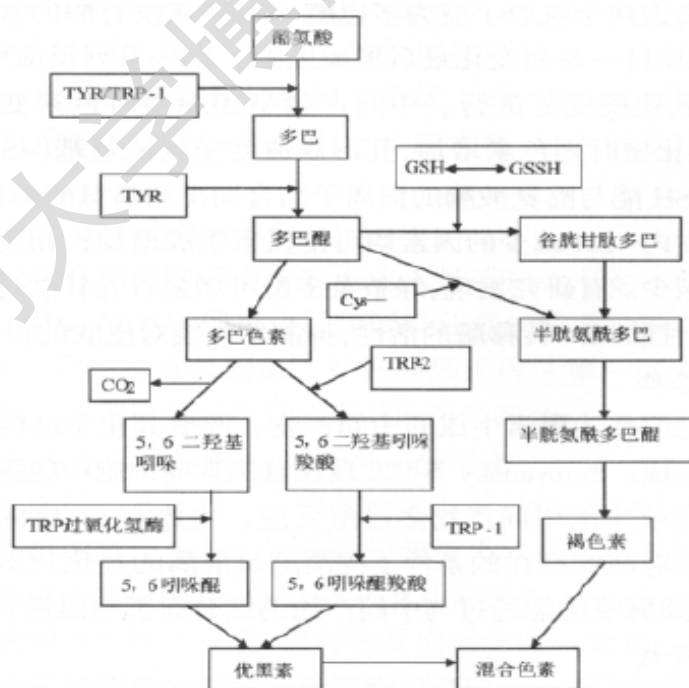 酪氨酸
TYR/TRP-1
多巴
GSH GSSH
TYR
多巴醌
谷胱甘肽多巴
Cys
多巴色素
半胱氨酰多巴
TRP2
CO2
5，6二羟基
吲哚
5，6二羟基吲哚
羧酸
半胱氨酰多巴醌
TRP过氧化氢酶
TRP-1
褐色素
5，6吲哚醌
5，6吲哚醌羧酸
优黑素
混合色素
大学博